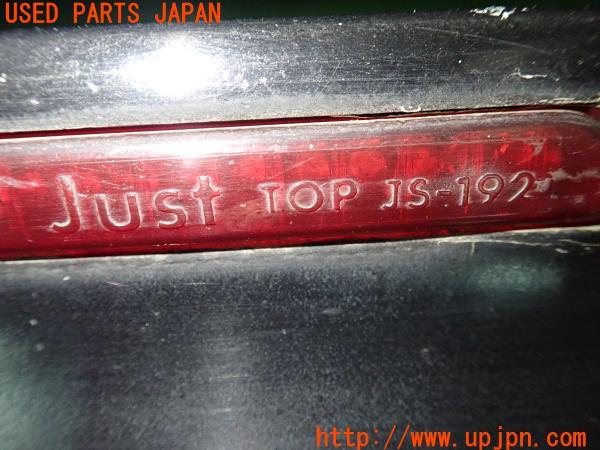 USED PARTS JAPAN
Just TOP JS-192
http://www.upjpn.com